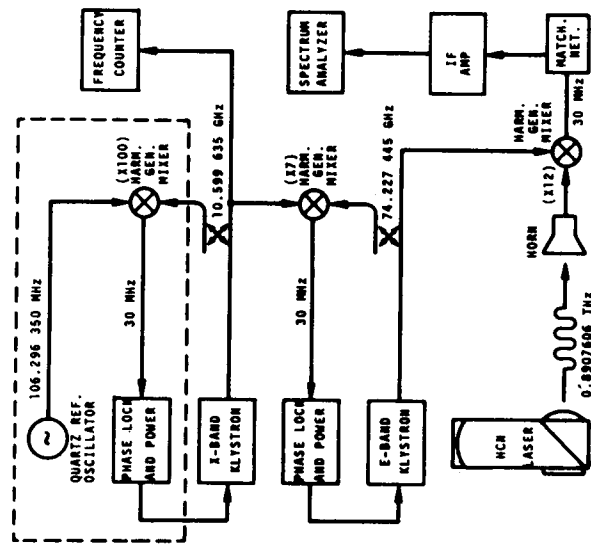 QUARTZ REF.
OSCILLATOR
106.296 350 MHz
(X100)
HARM.
GEN.
MIXER
30 MHz
PHASE LOCK
AND POWER
X-BAND
KLYSTRON
10.599 635 GHz
FREQUENCY
COUNTER
(X7)
HARM.
GEN.
MIXER
30 MHz
PHASE LOCK
AND POWER
E-BAND
KLYSTRON
74.227 445 GHz
SPECTRUM
ANALYZER
IF
AMP
MATCH.
NET.
30 MHz
HARM.
GEN.
MIXER
(X12)
HORN
0.8907606 THz
HCN
LASER